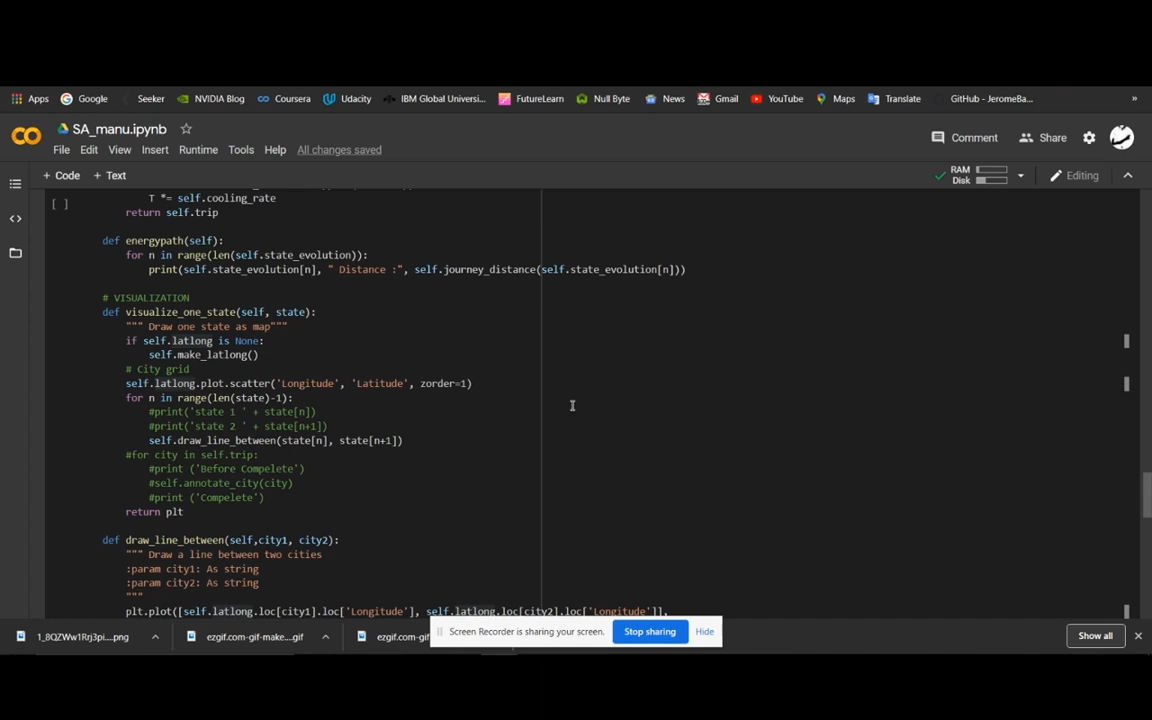 Apps Google Seeker NVIDIA Blog Coursera Udacity IBM Global Universi... FutureLearn Null Byte News Gmail YouTube Maps Translate GitHub - JeromeBa... »
SA_manu.ipynb
Comment Share
File Edit View Insert Runtime Tools Help All changes saved
+ Code + Text RAM Disk Editing
T *= self.cooling_rate
[ ]
return self.trip
def energypath(self):
for n in range(len(self.state_evolution)):
print(self.state_evolution[n], " Distance :", self.journey_distance(self.state_evolution[n]))
# VISUALIZATION
def visualize_one_state(self, state):
""" Draw one state as map"""
if self.latlong is None:
self.make_latlong()
# City grid
self.latlong.plot.scatter('Longitude', 'Latitude', zorder=1)
for n in range(len(state)-1):
#print('state 1 ' + state[n])
#print('state 2 ' + state[n+1])
self.draw_line_between(state[n], state[n+1])
#for city in self.trip:
#print ('Before Compelete')
#self.annotate_city(city)
#print ('Compelete')
return plt
def draw_line_between(self,city1, city2):
""" Draw a line between two cities
:param city1: As string
:param city2: As string
"""
plt.plot([self.latlong.loc[city1].loc['Longitude'], self.latlong.loc[city2].loc['Longitude']],
1_8QZWw1Rrj3pi....png ezgif.com-gif-make....gif ezgif.com-gif
Screen Recorder is sharing your screen. Stop sharing Hide
Show all